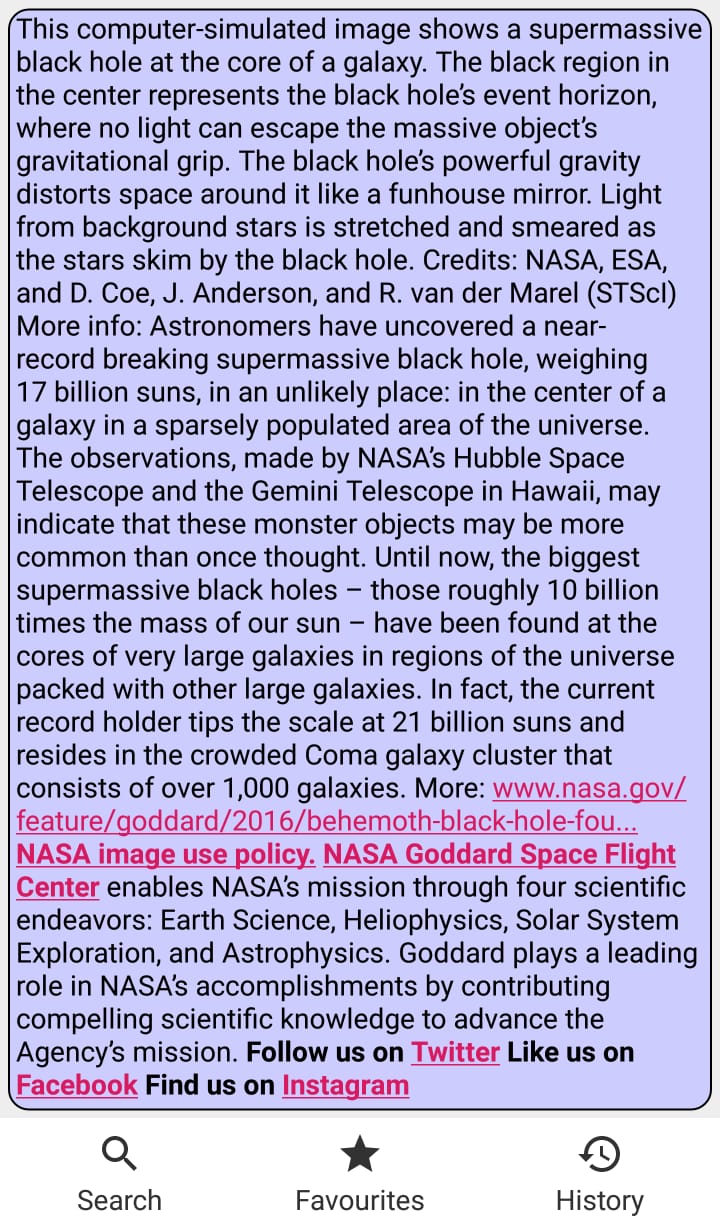 This computer-simulated image shows a supermassive
black hole at the core of a galaxy. The black region in
the center represents the black hole’s event horizon,
where no light can escape the massive object’s
gravitational grip. The black hole’s powerful gravity
distorts space around it like a funhouse mirror. Light
from background stars is stretched and smeared as
the stars skim by the black hole. Credits: NASA, ESA,
and D. Coe, J. Anderson, and R. van der Marel (STScI)
More info: Astronomers have uncovered a near-
record breaking supermassive black hole, weighing
17 billion suns, in an unlikely place: in the center of a
galaxy in a sparsely populated area of the universe.
The observations, made by NASA’s Hubble Space
Telescope and the Gemini Telescope in Hawaii, may
indicate that these monster objects may be more
common than once thought. Until now, the biggest
supermassive black holes – those roughly 10 billion
times the mass of our sun – have been found at the
cores of very large galaxies in regions of the universe
packed with other large galaxies. In fact, the current
record holder tips the scale at 21 billion suns and
resides in the crowded Coma galaxy cluster that
consists of over 1,000 galaxies. More: www.nasa.gov/
feature/goddard/2016/behemoth-black-hole-fou...
NASA image use policy. NASA Goddard Space Flight
Center enables NASA’s mission through four scientific
endeavors: Earth Science, Heliophysics, Solar System
Exploration, and Astrophysics. Goddard plays a leading
role in NASA’s accomplishments by contributing
compelling scientific knowledge to advance the
Agency’s mission. Follow us on Twitter Like us on
Facebook Find us on Instagram
Search Favourites History